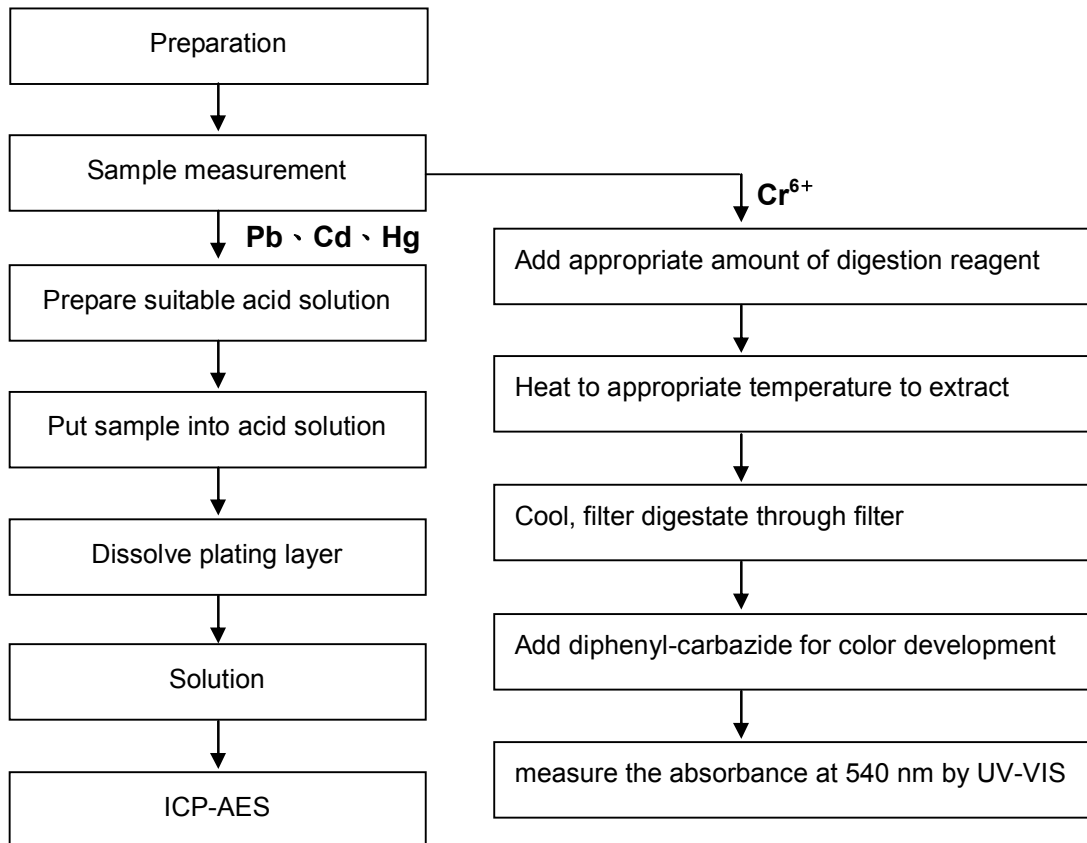 Preparation
Sample measurement
Pb、Cd、Hg
Prepare suitable acid solution
Put sample into acid solution
Dissolve plating layer
Solution
ICP-AES
Cr⁶⁺
Add appropriate amount of digestion reagent
Heat to appropriate temperature to extract
Cool, filter digestate through filter
Add diphenyl-carbazide for color development
measure the absorbance at 540 nm by UV-VIS